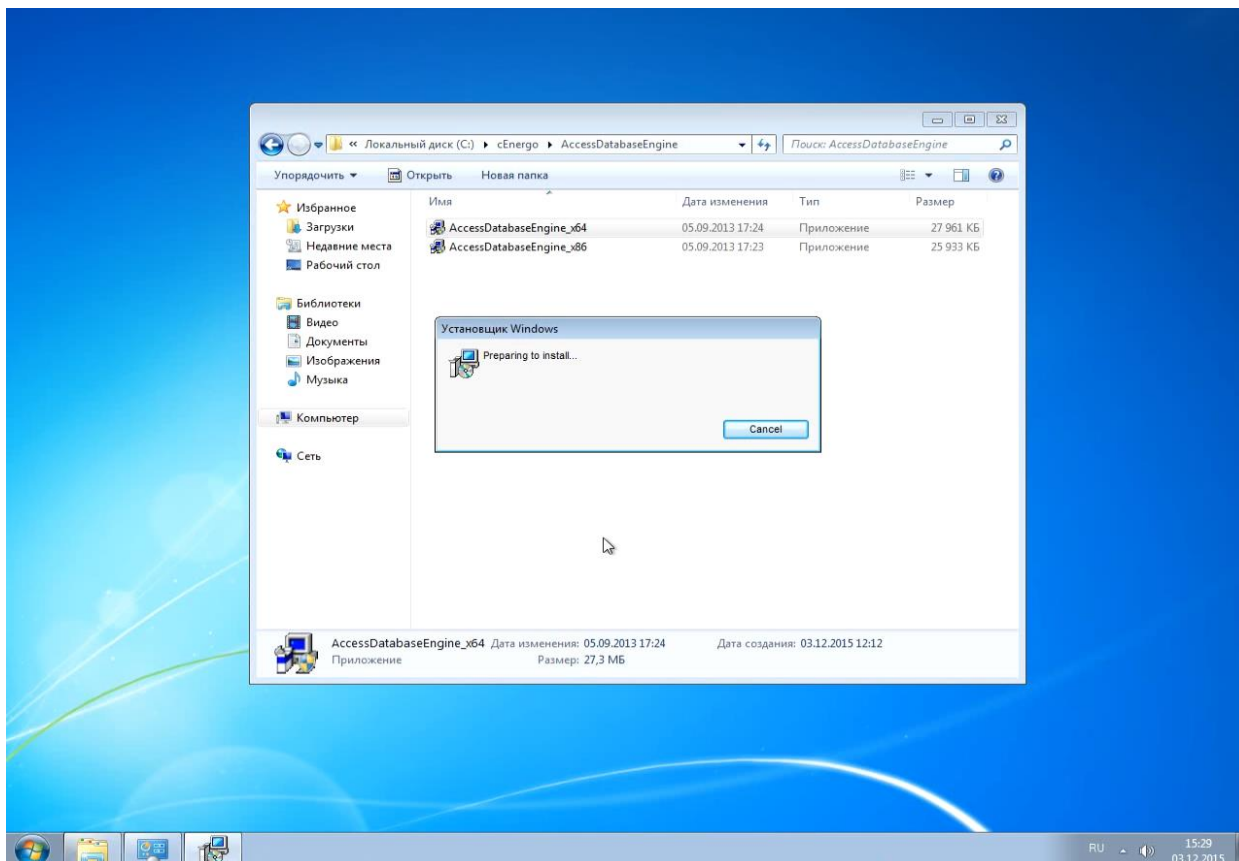 « Локальный диск (C:) ▸ cEnergo ▸ AccessDatabaseEngine
Поиск: AccessDatabaseEngine
Упорядочить
Открыть
Новая папка
Избранное
Загрузки
Недавние места
Рабочий стол
Библиотеки
Видео
Документы
Изображения
Музыка
Компьютер
Сеть
Имя Дата изменения Тип Размер
AccessDatabaseEngine_x64 05.09.2013 17:24 Приложение 27 961 КБ
AccessDatabaseEngine_x86 05.09.2013 17:23 Приложение 25 933 КБ
Установщик Windows
Preparing to install...
Cancel
AccessDatabaseEngine_x64 Дата изменения: 05.09.2013 17:24 Дата создания: 03.12.2015 12:12
Приложение Размер: 27,3 МБ
RU 15:29
03.12.2015